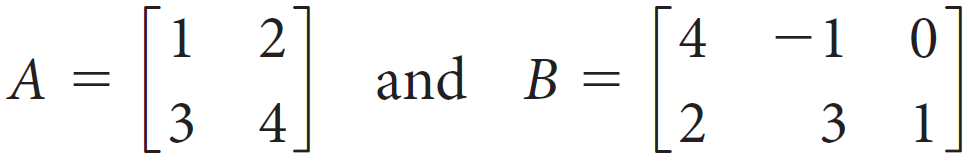 A = [1 2; 3 4] and B = [4 −1 0; 2 3 1]